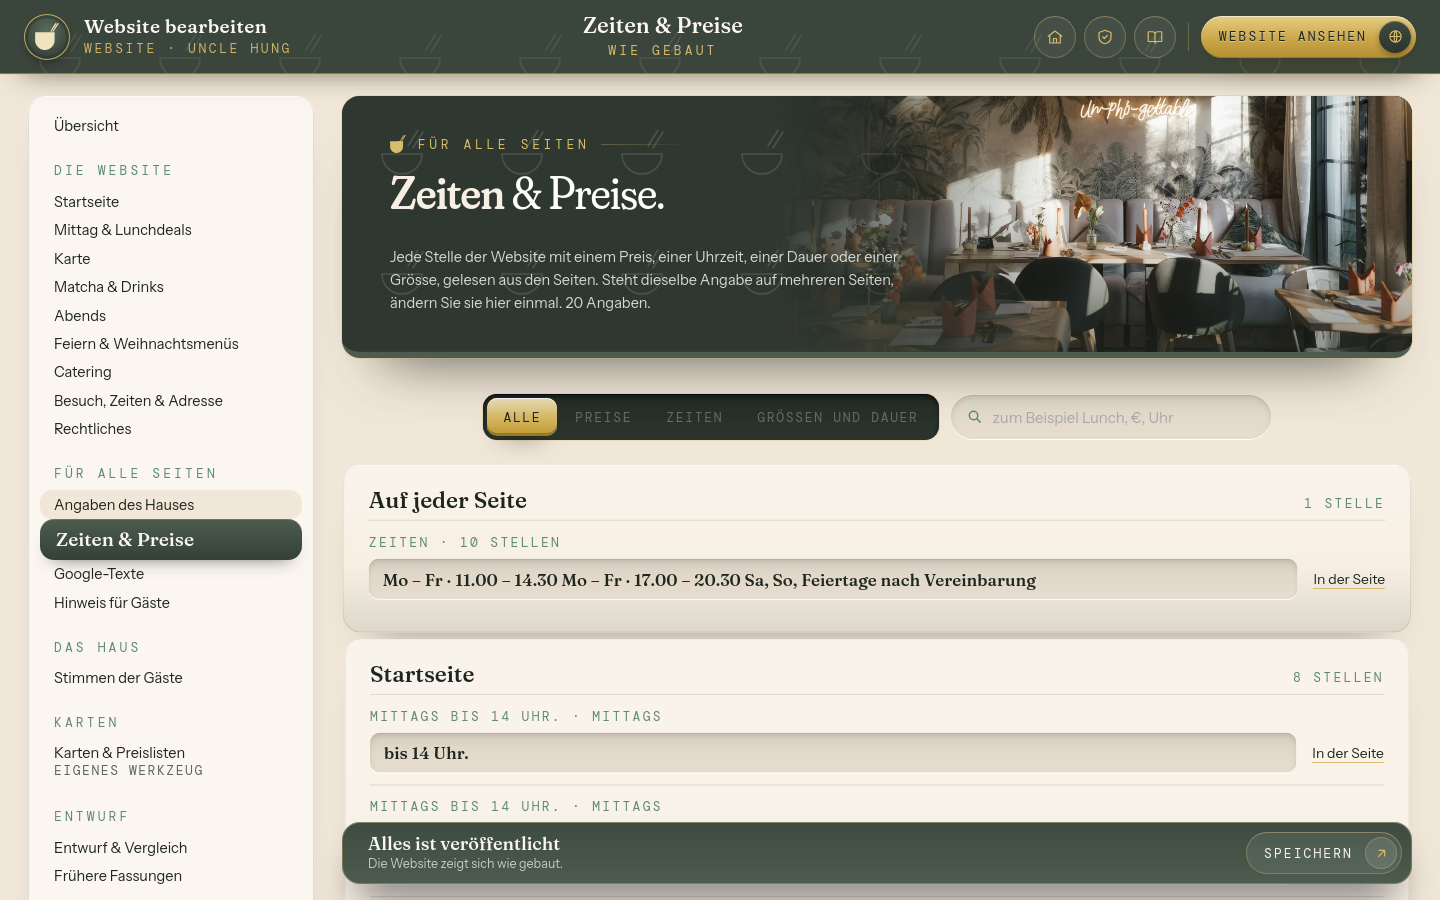 Website bearbeiten
WEBSITE · UNCLE HUNG
Zeiten & Preise
WIE GEBAUT
WEBSITE ANSEHEN
Übersicht
DIE WEBSITE
Startseite
Mittag & Lunchdeals
Karte
Matcha & Drinks
Abends
Feiern & Weihnachtsmenüs
Catering
Besuch, Zeiten & Adresse
Rechtliches
FÜR ALLE SEITEN
Angaben des Hauses
Zeiten & Preise
Google-Texte
Hinweis für Gäste
DAS HAUS
Stimmen der Gäste
KARTEN
Karten & Preislisten
EIGENES WERKZEUG
ENTWURF
Entwurf & Vergleich
Frühere Fassungen
FÜR ALLE SEITEN
Zeiten & Preise.
Jede Stelle der Website mit einem Preis, einer Uhrzeit, einer Dauer oder einer
Grösse, gelesen aus den Seiten. Steht dieselbe Angabe auf mehreren Seiten,
ändern Sie sie hier einmal. 20 Angaben.
Un-phở-gettable
ALLE
PREISE
ZEITEN
GRÖSSEN UND DAUER
zum Beispiel Lunch, €, Uhr
Auf jeder Seite
1 STELLE
ZEITEN · 10 STELLEN
Mo – Fr · 11.00 – 14.30 Mo – Fr · 17.00 – 20.30 Sa, So, Feiertage nach Vereinbarung
In der Seite
Startseite
8 STELLEN
MITTAGS BIS 14 UHR. · MITTAGS
bis 14 Uhr.
In der Seite
MITTAGS BIS 14 UHR. · MITTAGS
Alles ist veröffentlicht
Die Website zeigt sich wie gebaut.
SPEICHERN